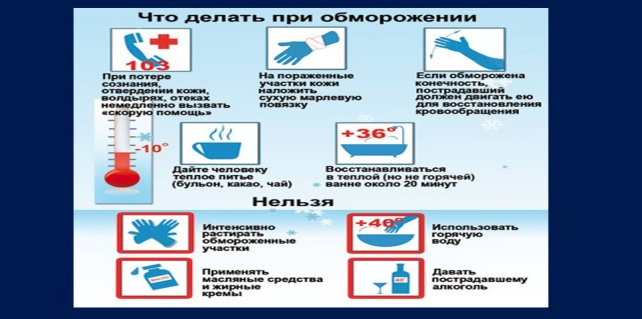 Что делать при обморожении
103
При потере
сознания,
отвердении кожи,
волдырях, отеках
немедленно вызвать
«скорую помощь»
На пораженные
участки кожи
наложить
сухую марлевую
повязку
Если обморожена
конечность,
пострадавший
должен двигать ею
для восстановления
кровообращения
-10°
Дайте человеку
теплое питье
(бульон, какао, чай)
+36°
Восстанавливаться
в теплой (но не горячей)
ванне около 20 минут
Нельзя
Интенсивно
растирать
обмороженные
участки
+40°
Использовать
горячую
воду
Применять
масляные средства
и жирные
кремы
40°
Давать
пострадавшему
алкоголь